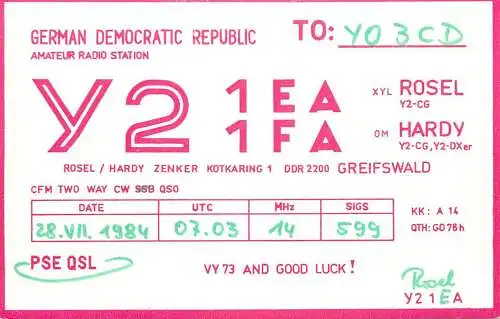 GERMAN DEMOCRATIC REPUBLIC TO: YO3CD
AMATEUR RADIO STATION
Y2 1EA XYL ROSEL
Y2-CG
1FA OM HARDY
Y2-CG, Y2-DXer
ROSEL / HARDY ZENKER KOTKARING 1 DDR 2200 GREIFSWALD
CFM TWO WAY CW SSB QSO
DATE UTC MHz SIGS KK: A 14
28.VII.1984 07.03 14 599 QTH: GO76h
PSE QSL VY 73 AND GOOD LUCK! Rosel
Y21EA